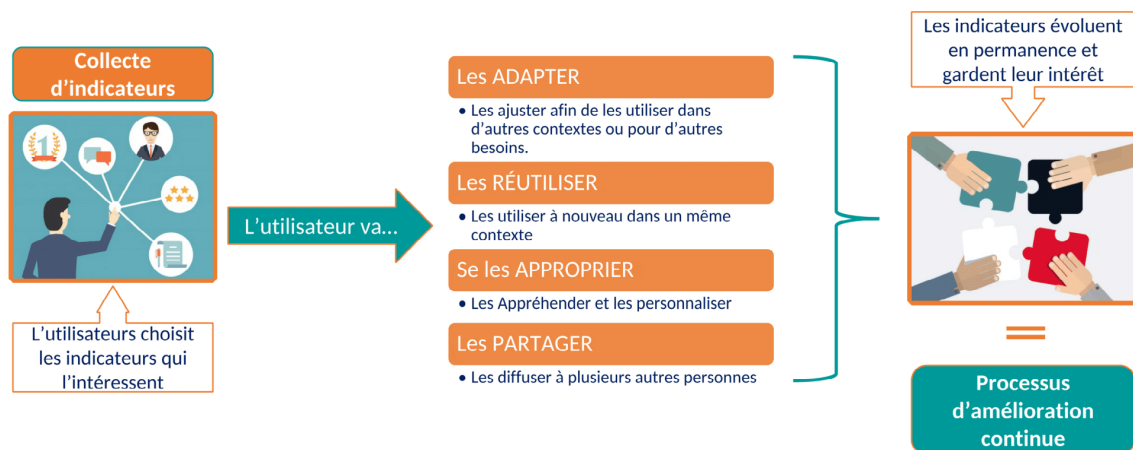 Collecte
d’indicateurs
1
L’utilisateurs choisit
les indicateurs qui
l’intéressent
L’utilisateur va...
Les ADAPTER
• Les ajuster afin de les utiliser dans
d’autres contextes ou pour d’autres
besoins.
Les RÉUTILISER
• Les utiliser à nouveau dans un même
contexte
Se les APPROPRIER
• Les Appréhender et les personnaliser
Les PARTAGER
• Les diffuser à plusieurs autres personnes
Les indicateurs évoluent
en permanence et
gardent leur intérêt
=
Processus
d’amélioration
continue